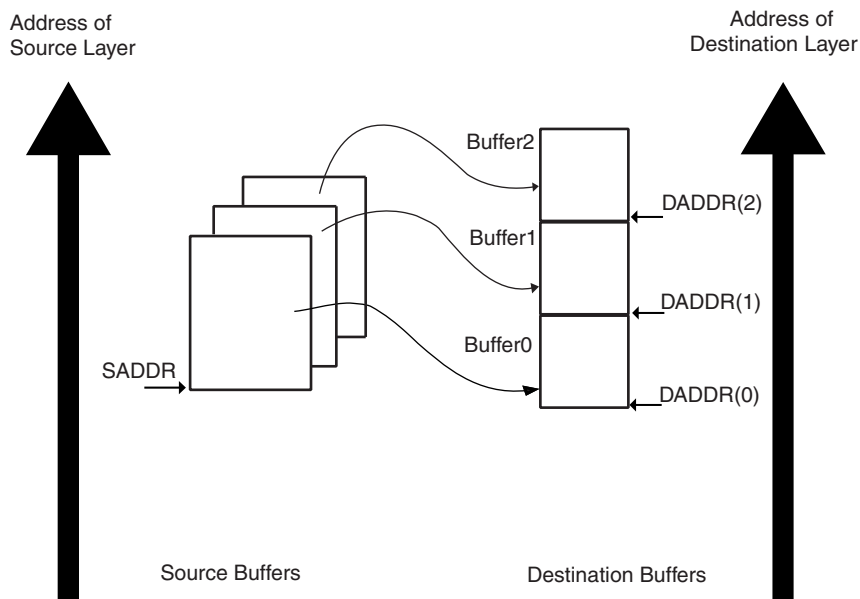 Address of
Source Layer
Address of
Destination Layer
Buffer2
DADDR(2)
Buffer1
DADDR(1)
Buffer0
SADDR
DADDR(0)
Source Buffers
Destination Buffers